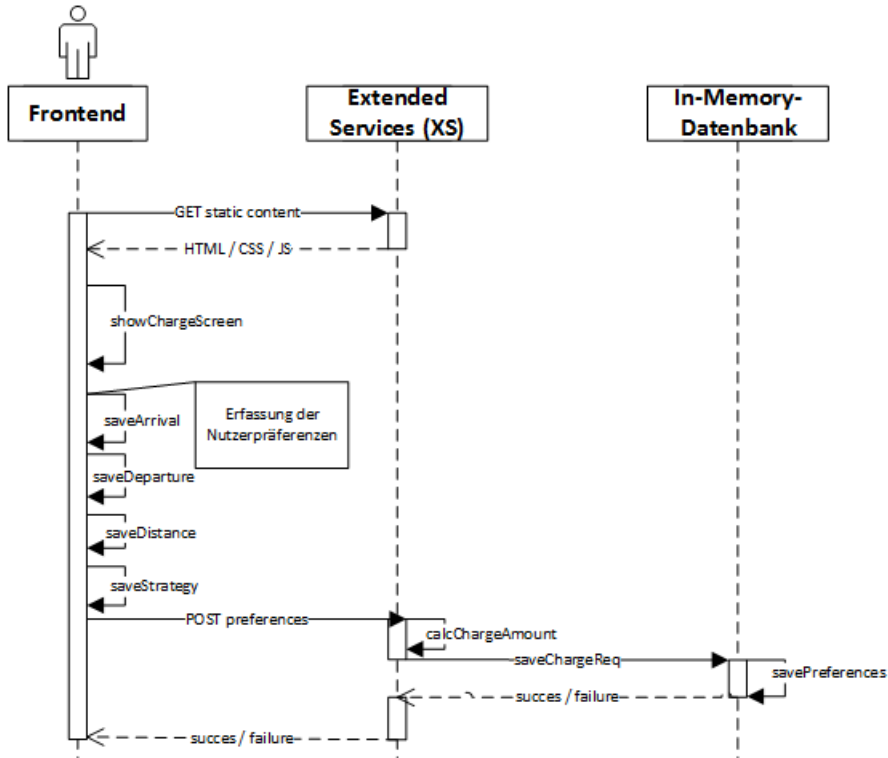 Frontend
Extended
Services (XS)
In-Memory-
Datenbank
GET static content
HTML / CSS / JS
showChargeScreen
saveArrival
Erfassung der
Nutzerpräferenzen
saveDeparture
saveDistance
saveStrategy
POST preferences
calcChargeAmount
saveChargeReq
savePreferences
succes / failure
succes / failure